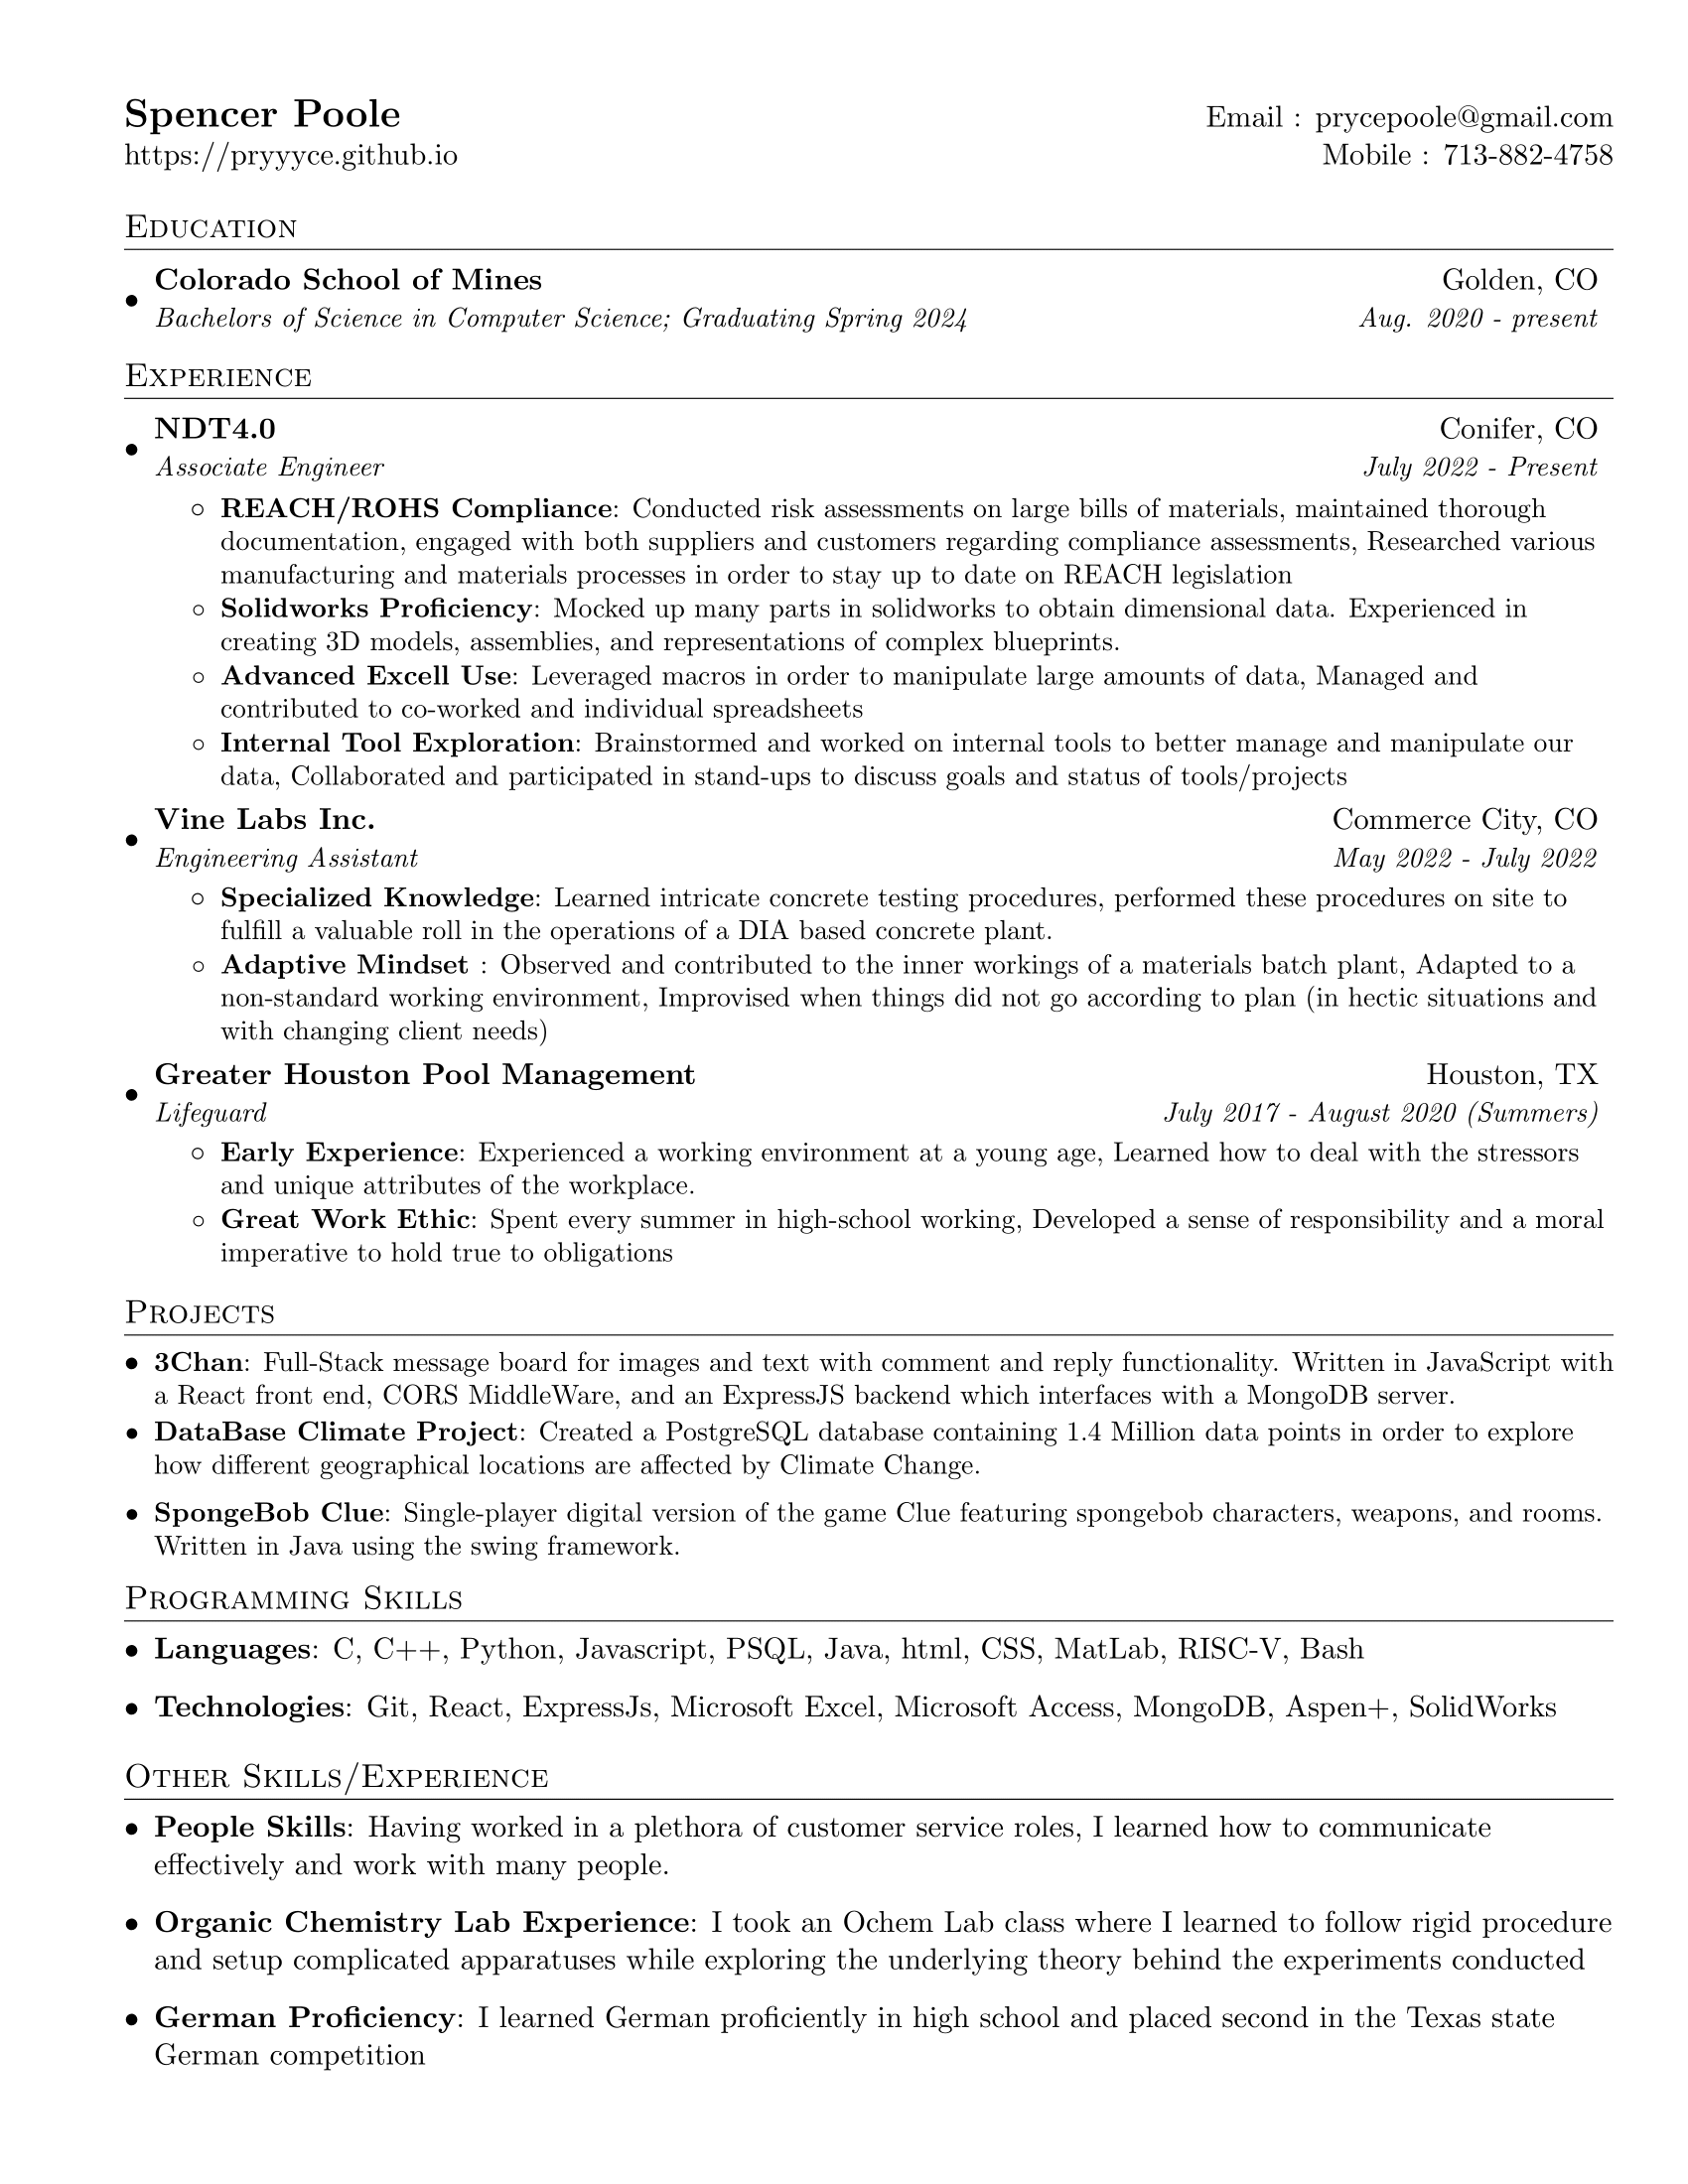 Spencer Poole
Email : prycepoole@gmail.com
https://pryyyce.github.io
Mobile : 713-882-4758
Education
• Colorado School of Mines
Golden, CO
Bachelors of Science in Computer Science; Graduating Spring 2024
Aug. 2020 - present
Experience
• NDT4.0
Conifer, CO
Associate Engineer
July 2022 - Present
◦ REACH/ROHS Compliance: Conducted risk assessments on large bills of materials, maintained thorough
documentation, engaged with both suppliers and customers regarding compliance assessments, Researched various
manufacturing and materials processes in order to stay up to date on REACH legislation
◦ Solidworks Proficiency: Mocked up many parts in solidworks to obtain dimensional data. Experienced in
creating 3D models, assemblies, and representations of complex blueprints.
◦ Advanced Excell Use: Leveraged macros in order to manipulate large amounts of data, Managed and
contributed to co-worked and individual spreadsheets
◦ Internal Tool Exploration: Brainstormed and worked on internal tools to better manage and manipulate our
data, Collaborated and participated in stand-ups to discuss goals and status of tools/projects
• Vine Labs Inc.
Commerce City, CO
Engineering Assistant
May 2022 - July 2022
◦ Specialized Knowledge: Learned intricate concrete testing procedures, performed these procedures on site to
fulfill a valuable roll in the operations of a DIA based concrete plant.
◦ Adaptive Mindset : Observed and contributed to the inner workings of a materials batch plant, Adapted to a
non-standard working environment, Improvised when things did not go according to plan (in hectic situations and
with changing client needs)
• Greater Houston Pool Management
Houston, TX
Lifeguard
July 2017 - August 2020 (Summers)
◦ Early Experience: Experienced a working environment at a young age, Learned how to deal with the stressors
and unique attributes of the workplace.
◦ Great Work Ethic: Spent every summer in high-school working, Developed a sense of responsibility and a moral
imperative to hold true to obligations
Projects
• 3Chan: Full-Stack message board for images and text with comment and reply functionality. Written in JavaScript with
a React front end, CORS MiddleWare, and an ExpressJS backend which interfaces with a MongoDB server.
• DataBase Climate Project: Created a PostgreSQL database containing 1.4 Million data points in order to explore
how different geographical locations are affected by Climate Change.
• SpongeBob Clue: Single-player digital version of the game Clue featuring spongebob characters, weapons, and rooms.
Written in Java using the swing framework.
Programming Skills
• Languages: C, C++, Python, Javascript, PSQL, Java, html, CSS, MatLab, RISC-V, Bash
• Technologies: Git, React, ExpressJs, Microsoft Excel, Microsoft Access, MongoDB, Aspen+, SolidWorks
Other Skills/Experience
• People Skills: Having worked in a plethora of customer service roles, I learned how to communicate
effectively and work with many people.
• Organic Chemistry Lab Experience: I took an Ochem Lab class where I learned to follow rigid procedure
and setup complicated apparatuses while exploring the underlying theory behind the experiments conducted
• German Proficiency: I learned German proficiently in high school and placed second in the Texas state
German competition